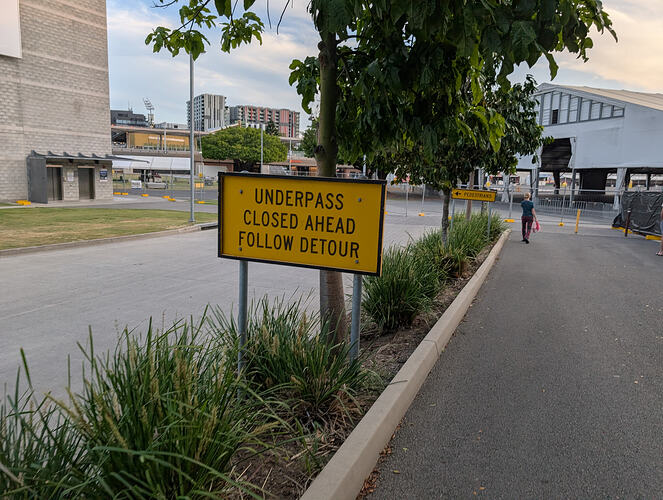 UNDERPASS
CLOSED AHEAD
FOLLOW DETOUR
PEDESTRIANS